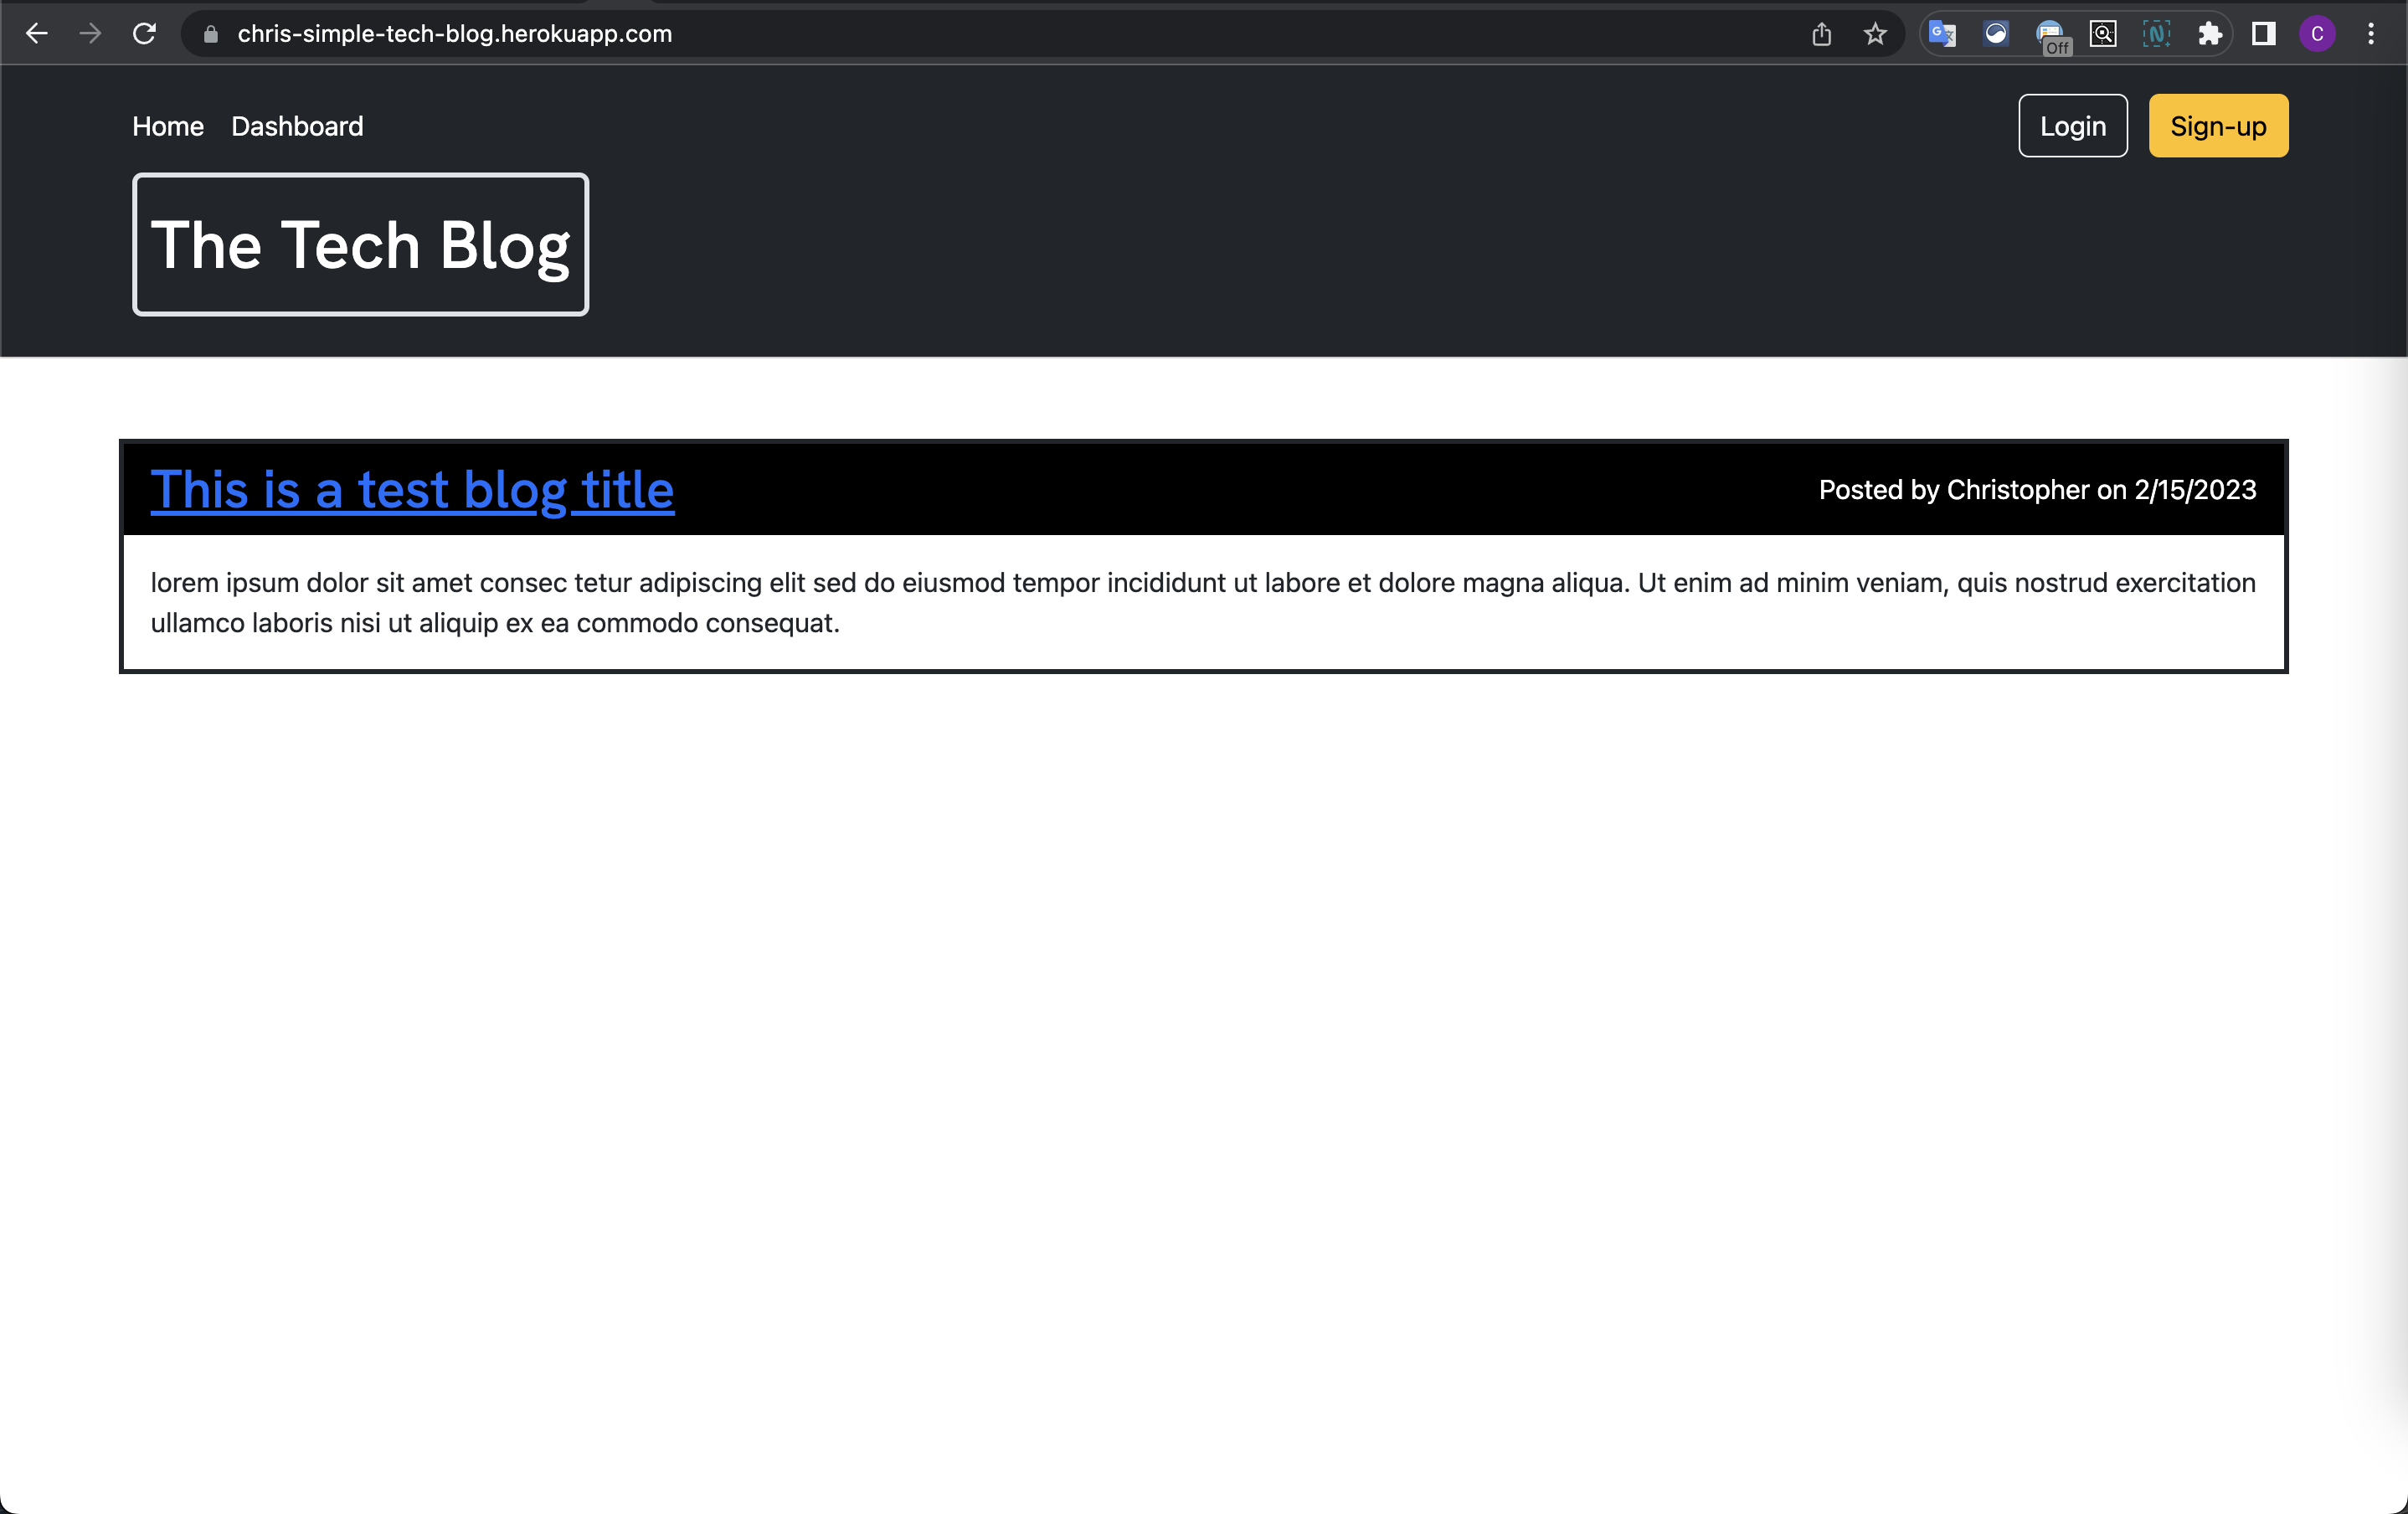 chris-simple-tech-blog.herokuapp.com
Off
C
Home Dashboard
Login Sign-up
The Tech Blog
This is a test blog title
Posted by Christopher on 2/15/2023
lorem ipsum dolor sit amet consec tetur adipiscing elit sed do eiusmod tempor incididunt ut labore et dolore magna aliqua. Ut enim ad minim veniam, quis nostrud exercitation
ullamco laboris nisi ut aliquip ex ea commodo consequat.